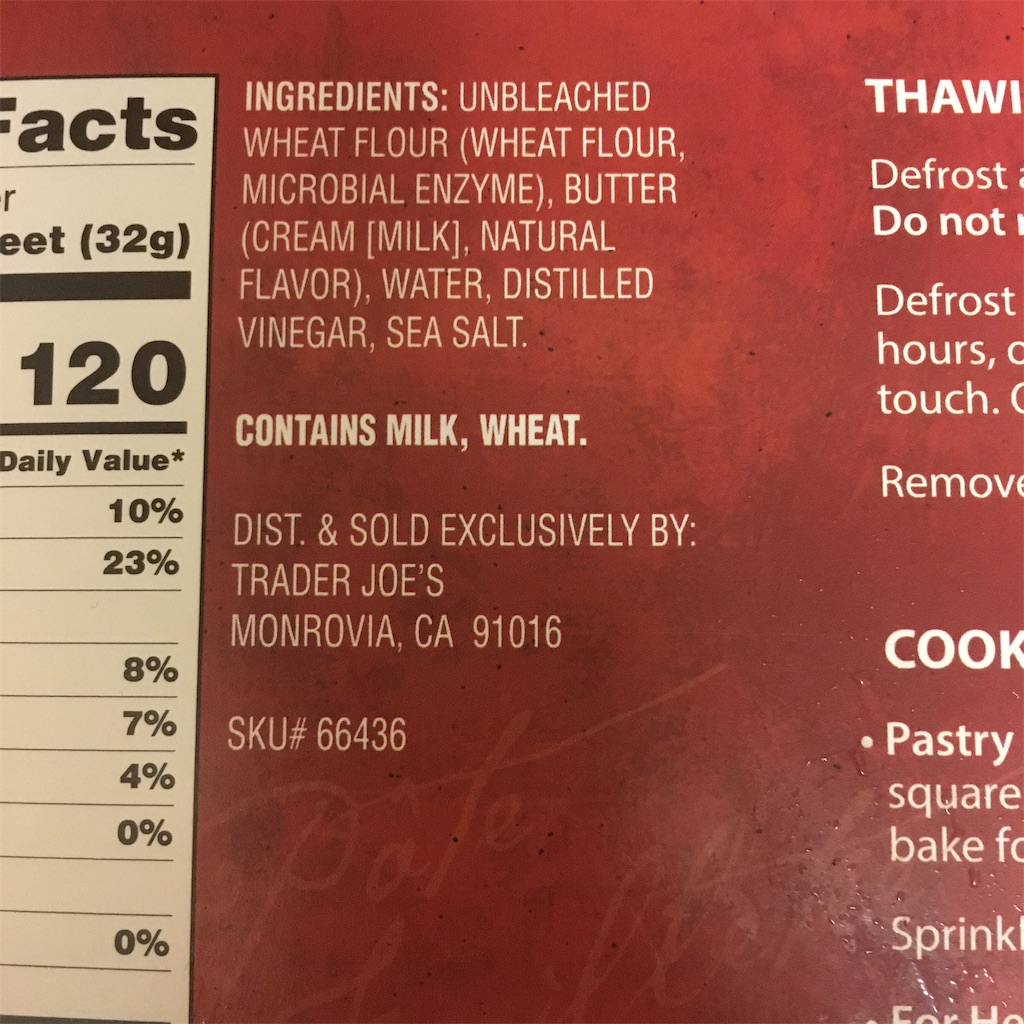 Facts
eet (32g)
120
Daily Value*
10%
23%
8%
7%
4%
0%
0%
INGREDIENTS: UNBLEACHED
WHEAT FLOUR (WHEAT FLOUR,
MICROBIAL ENZYME), BUTTER
(CREAM [MILK], NATURAL
FLAVOR), WATER, DISTILLED
VINEGAR, SEA SALT.
CONTAINS MILK, WHEAT.
DIST. & SOLD EXCLUSIVELY BY:
TRADER JOE'S
MONROVIA, CA 91016
SKU# 66436
THAWI
Defrost
Do not
Defrost
hours,
touch.
Remove
COOK
• Pastry
square
bake fo
Sprinkl
• For He